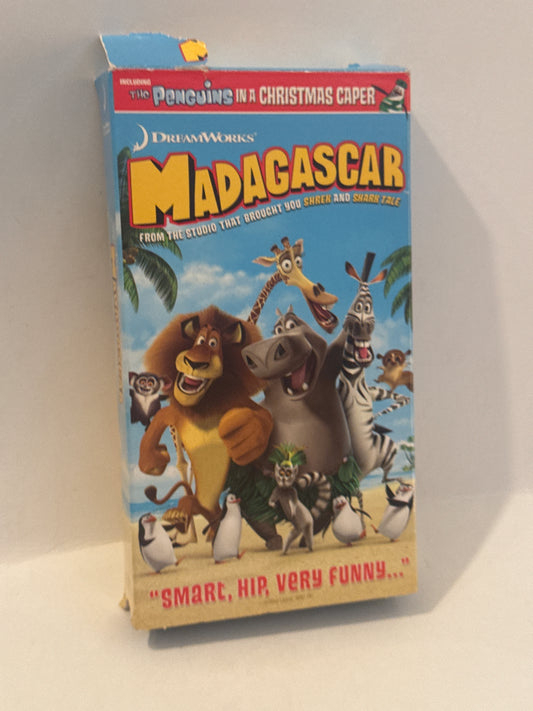 INCLUDING THE PENGUINS IN A CHRISTMAS CAPER
DREAMWORKS
MADAGASCAR
FROM THE STUDIO THAT BROUGHT YOU SHREK AND SHARK TALE
"SMART, HIP, VERY FUNNY..."